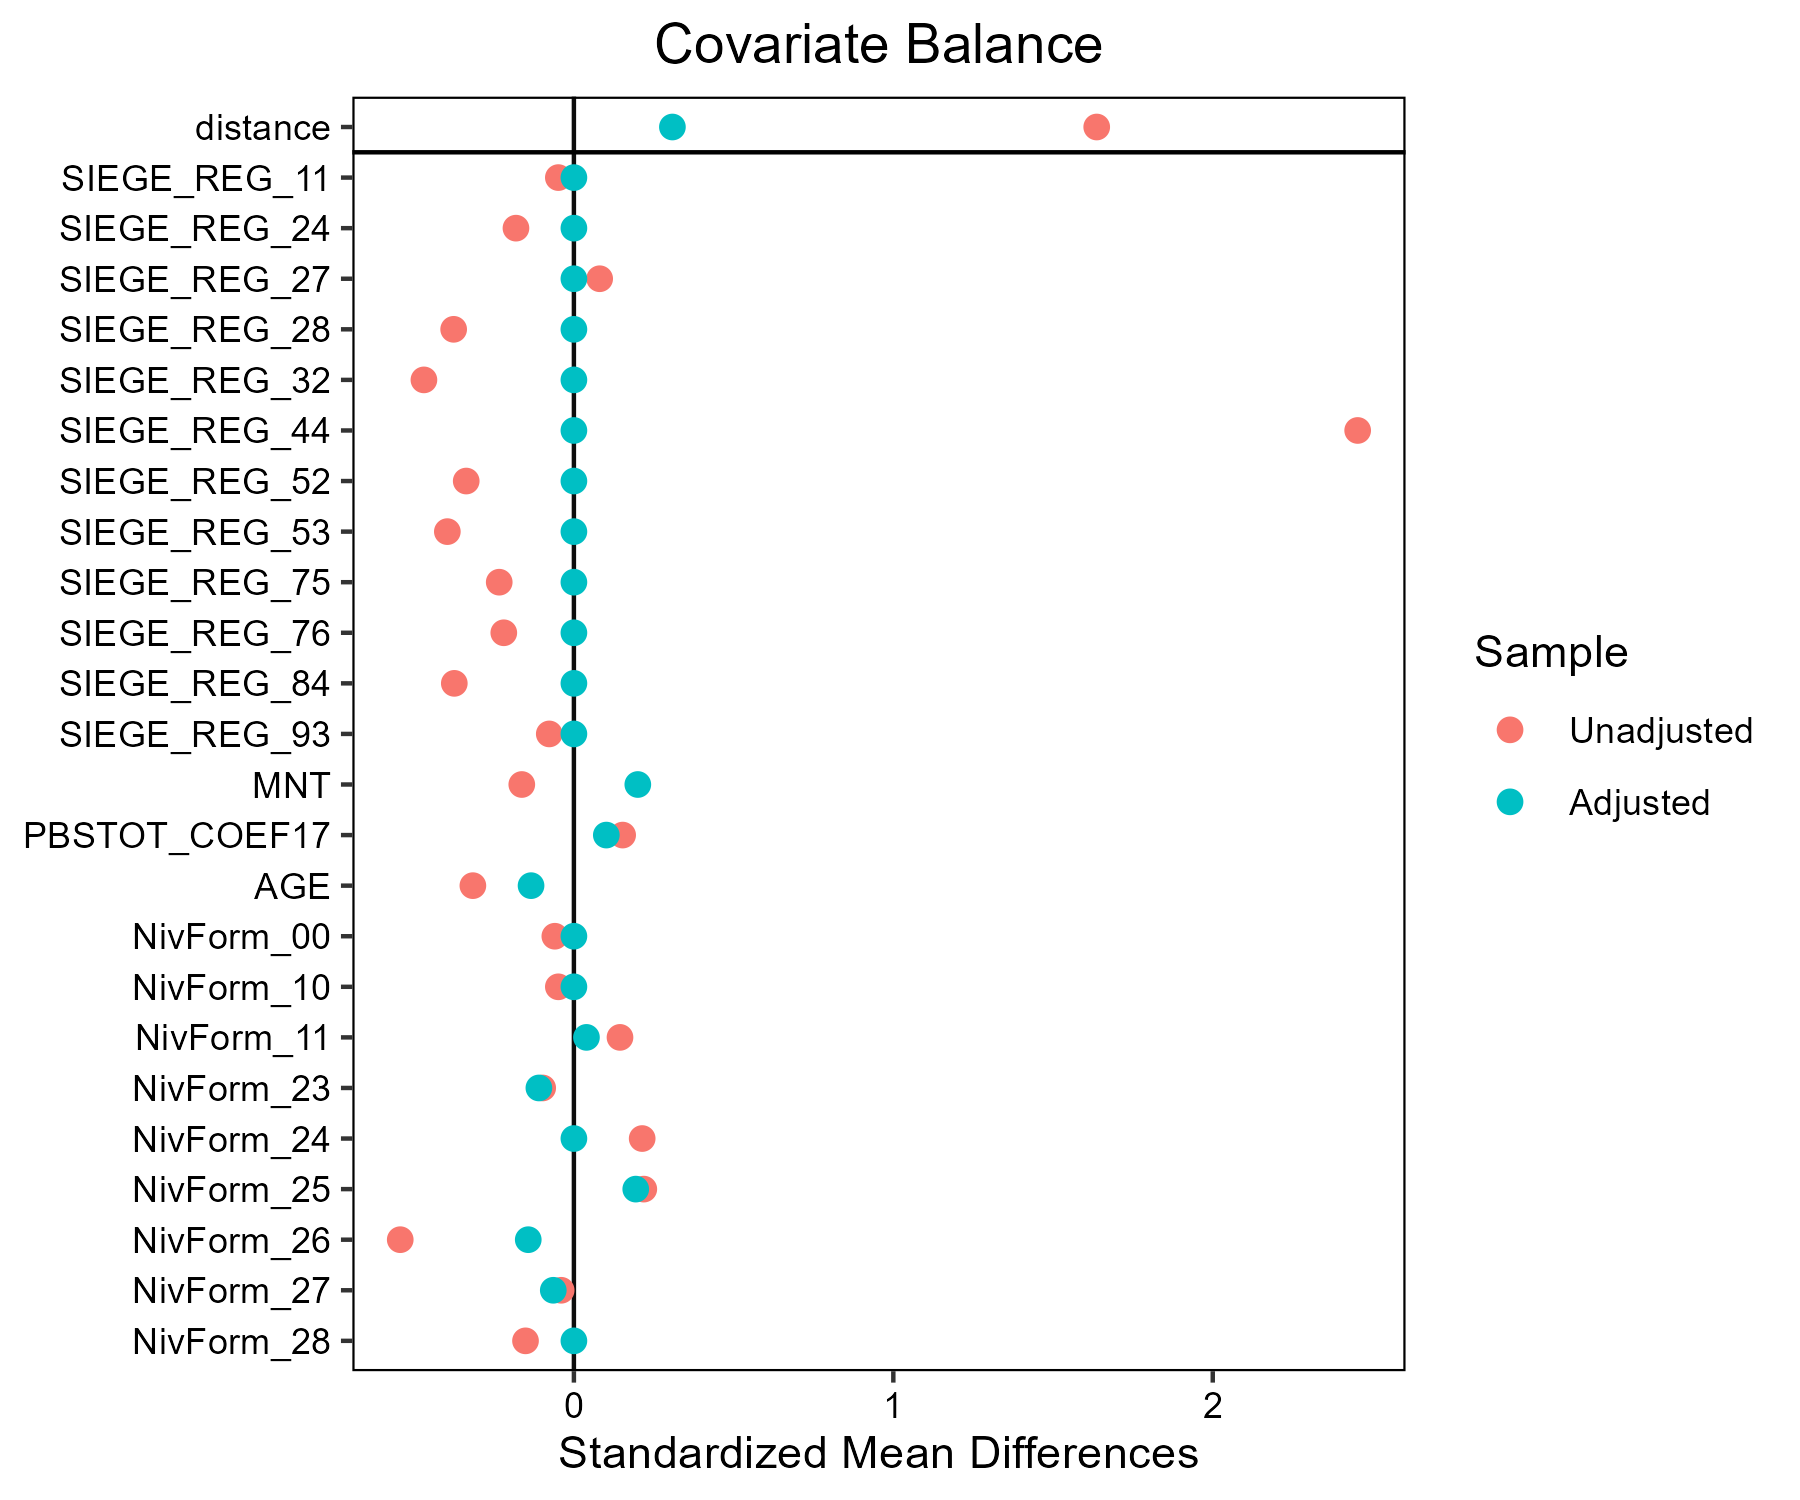 Covariate Balance
distance
SIEGE_REG_11
SIEGE_REG_24
SIEGE_REG_27
SIEGE_REG_28
SIEGE_REG_32
SIEGE_REG_44
SIEGE_REG_52
SIEGE_REG_53
SIEGE_REG_75
SIEGE_REG_76
SIEGE_REG_84
SIEGE_REG_93
MNT
PBSTOT_COEF17
AGE
NivForm_00
NivForm_10
NivForm_11
NivForm_23
NivForm_24
NivForm_25
NivForm_26
NivForm_27
NivForm_28
0 1 2
Standardized Mean Differences
Sample
Unadjusted
Adjusted